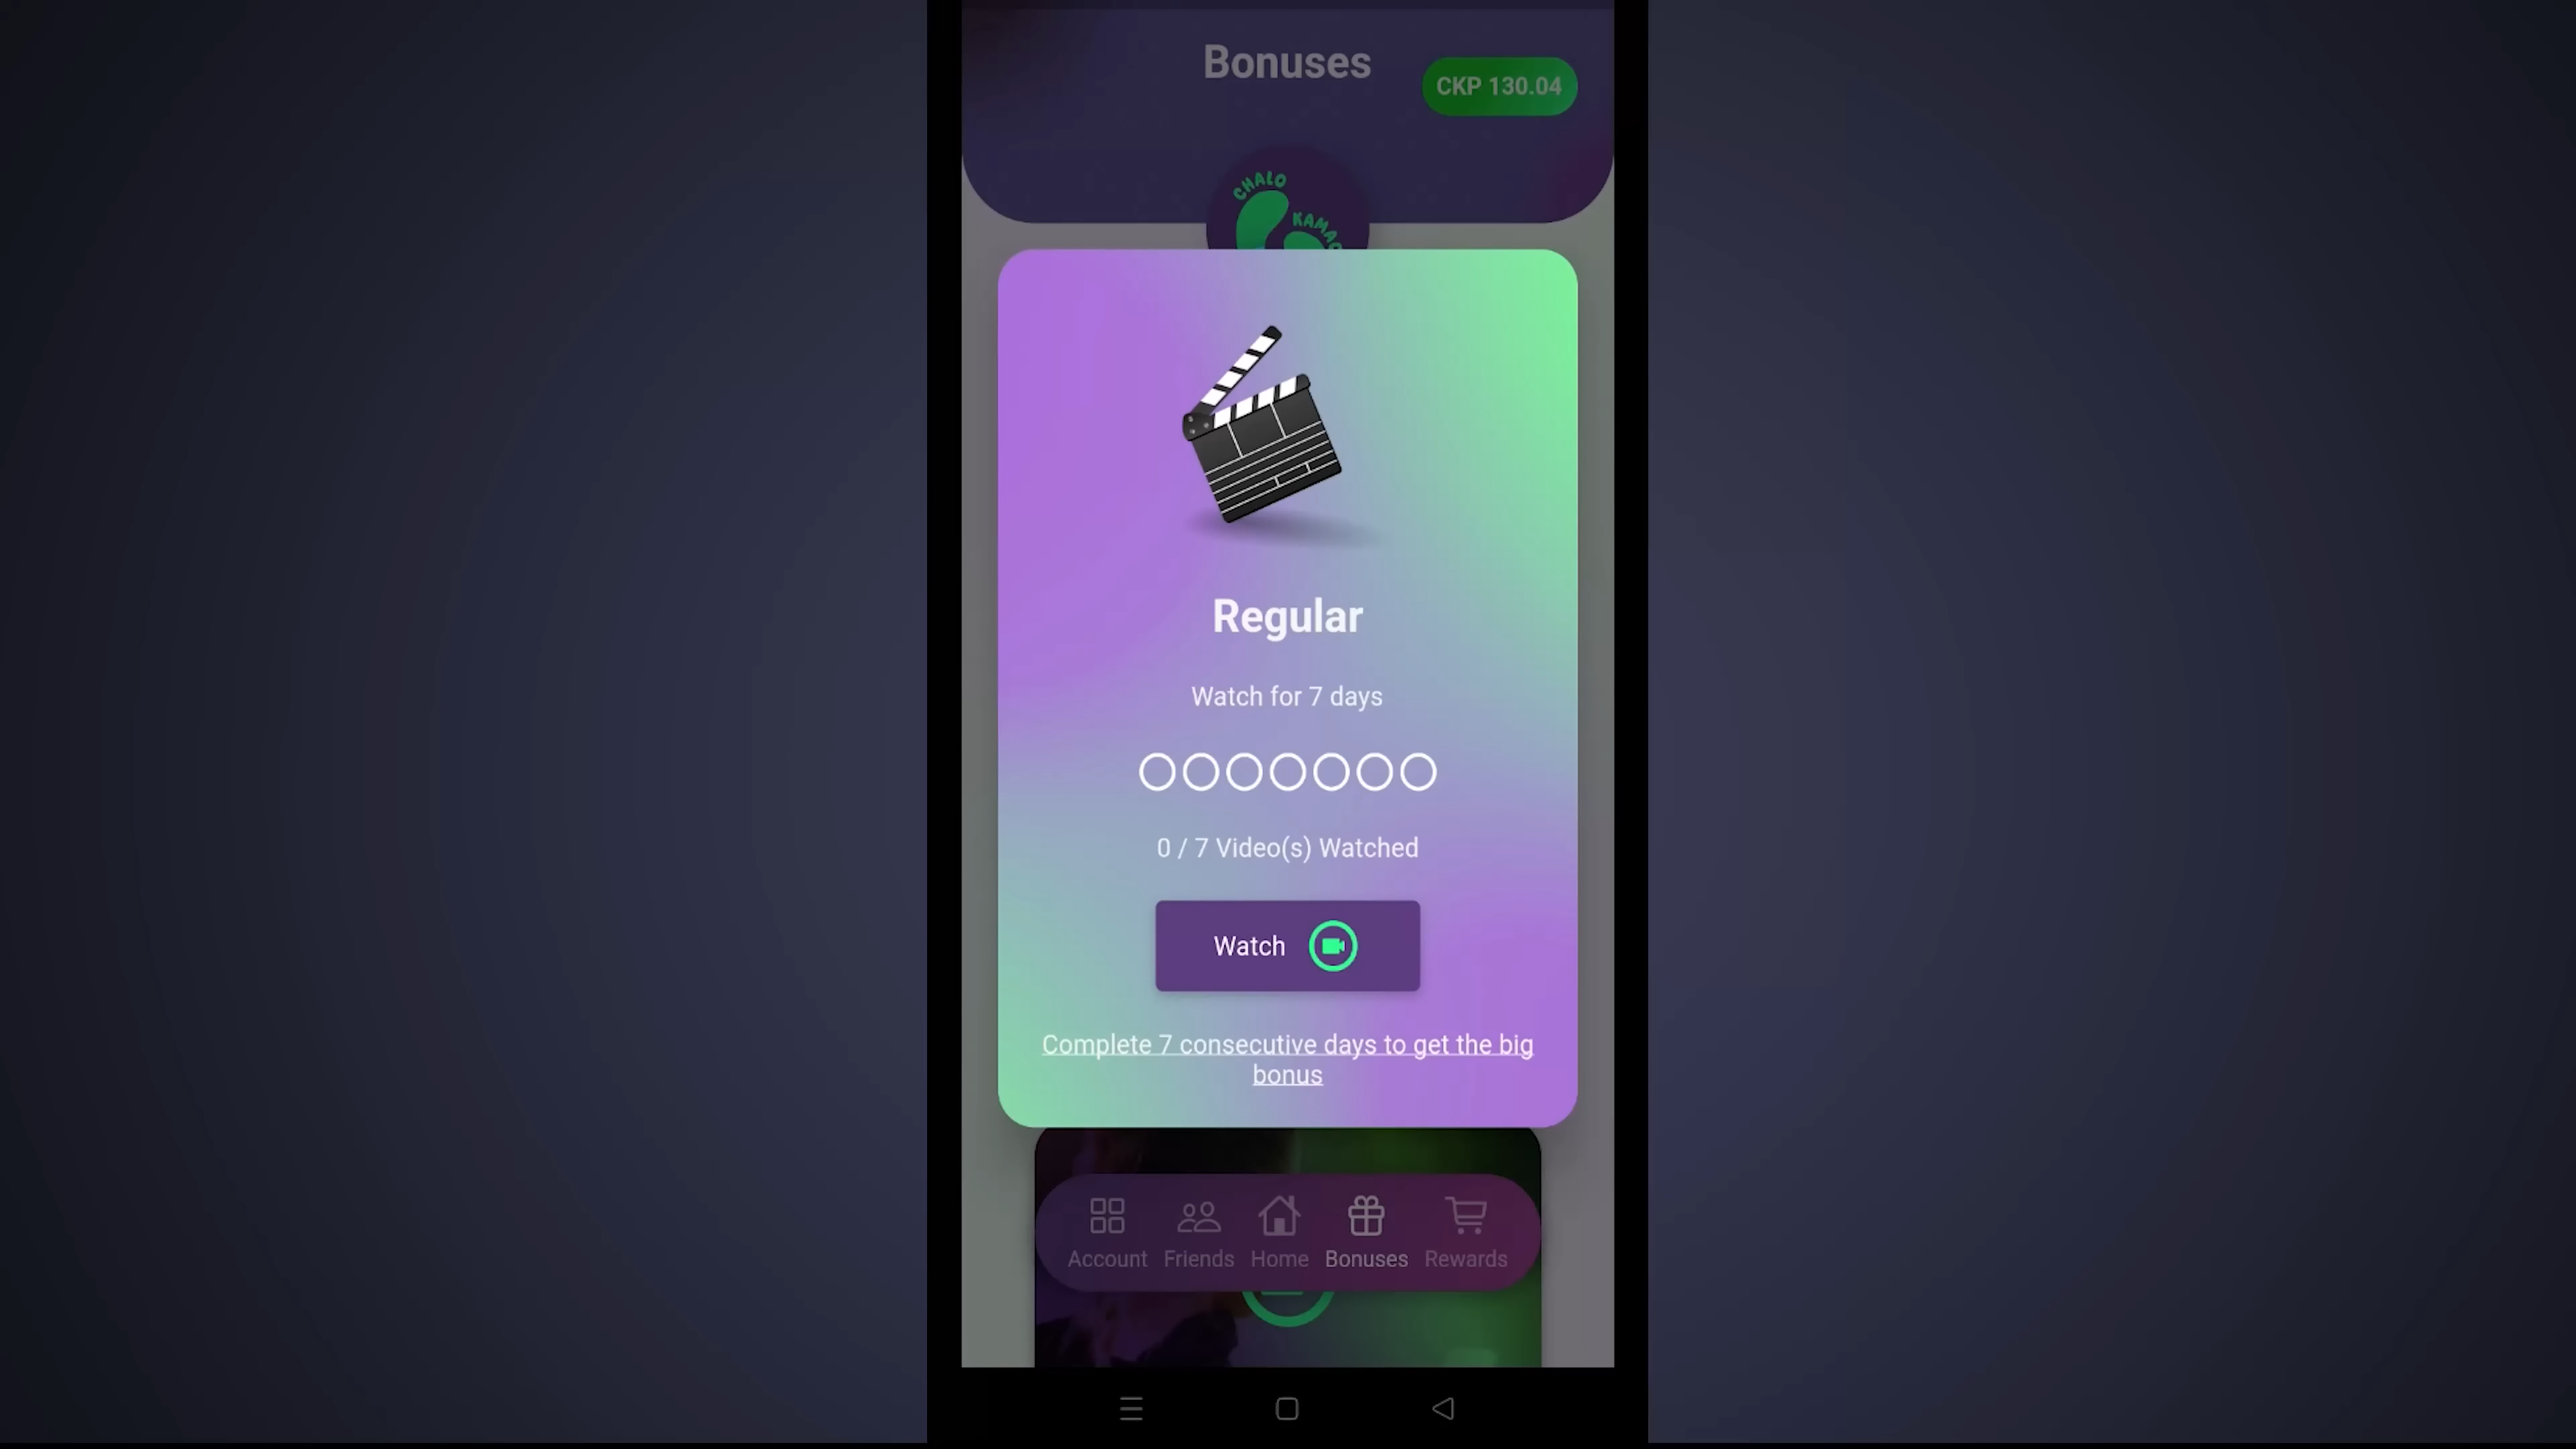 Bonuses
CKP 130.04
CHALO
KAMAO
Regular
Watch for 7 days
0 / 7 Video(s) Watched
Watch
Complete 7 consecutive days to get the big
bonus
Account Friends Home Bonuses Rewards